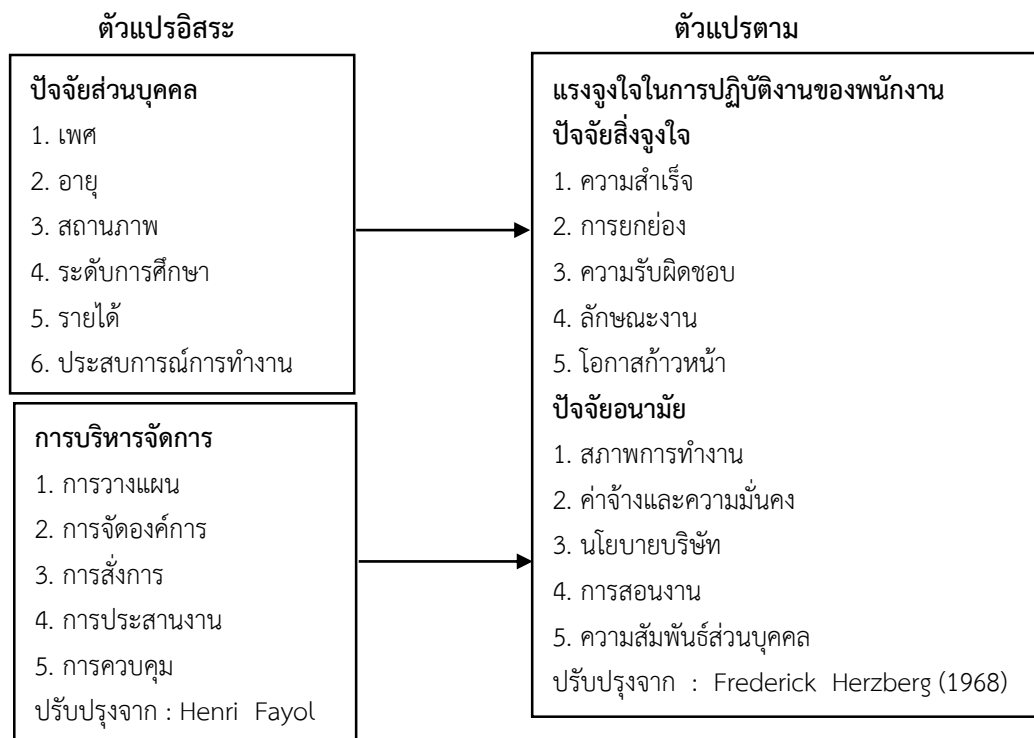 ตัวแปรอิสระ
ปัจจัยส่วนบุคคล
1. เพศ
2. อายุ
3. สถานภาพ
4. ระดับการศึกษา
5. รายได้
6. ประสบการณ์การทำงาน
การบริหารจัดการ
1. การวางแผน
2. การจัดองค์การ
3. การสั่งการ
4. การประสานงาน
5. การควบคุม
ปรับปรุงจาก : Henri Fayol
ตัวแปรตาม
แรงจูงใจในการปฏิบัติงานของพนักงาน
ปัจจัยสิ่งจูงใจ
1. ความสำเร็จ
2. การยกย่อง
3. ความรับผิดชอบ
4. ลักษณะงาน
5. โอกาสก้าวหน้า
ปัจจัยอนามัย
1. สภาพการทำงาน
2. ค่าจ้างและความมั่นคง
3. นโยบายบริษัท
4. การสอนงาน
5. ความสัมพันธ์ส่วนบุคคล
ปรับปรุงจาก : Frederick Herzberg (1968)